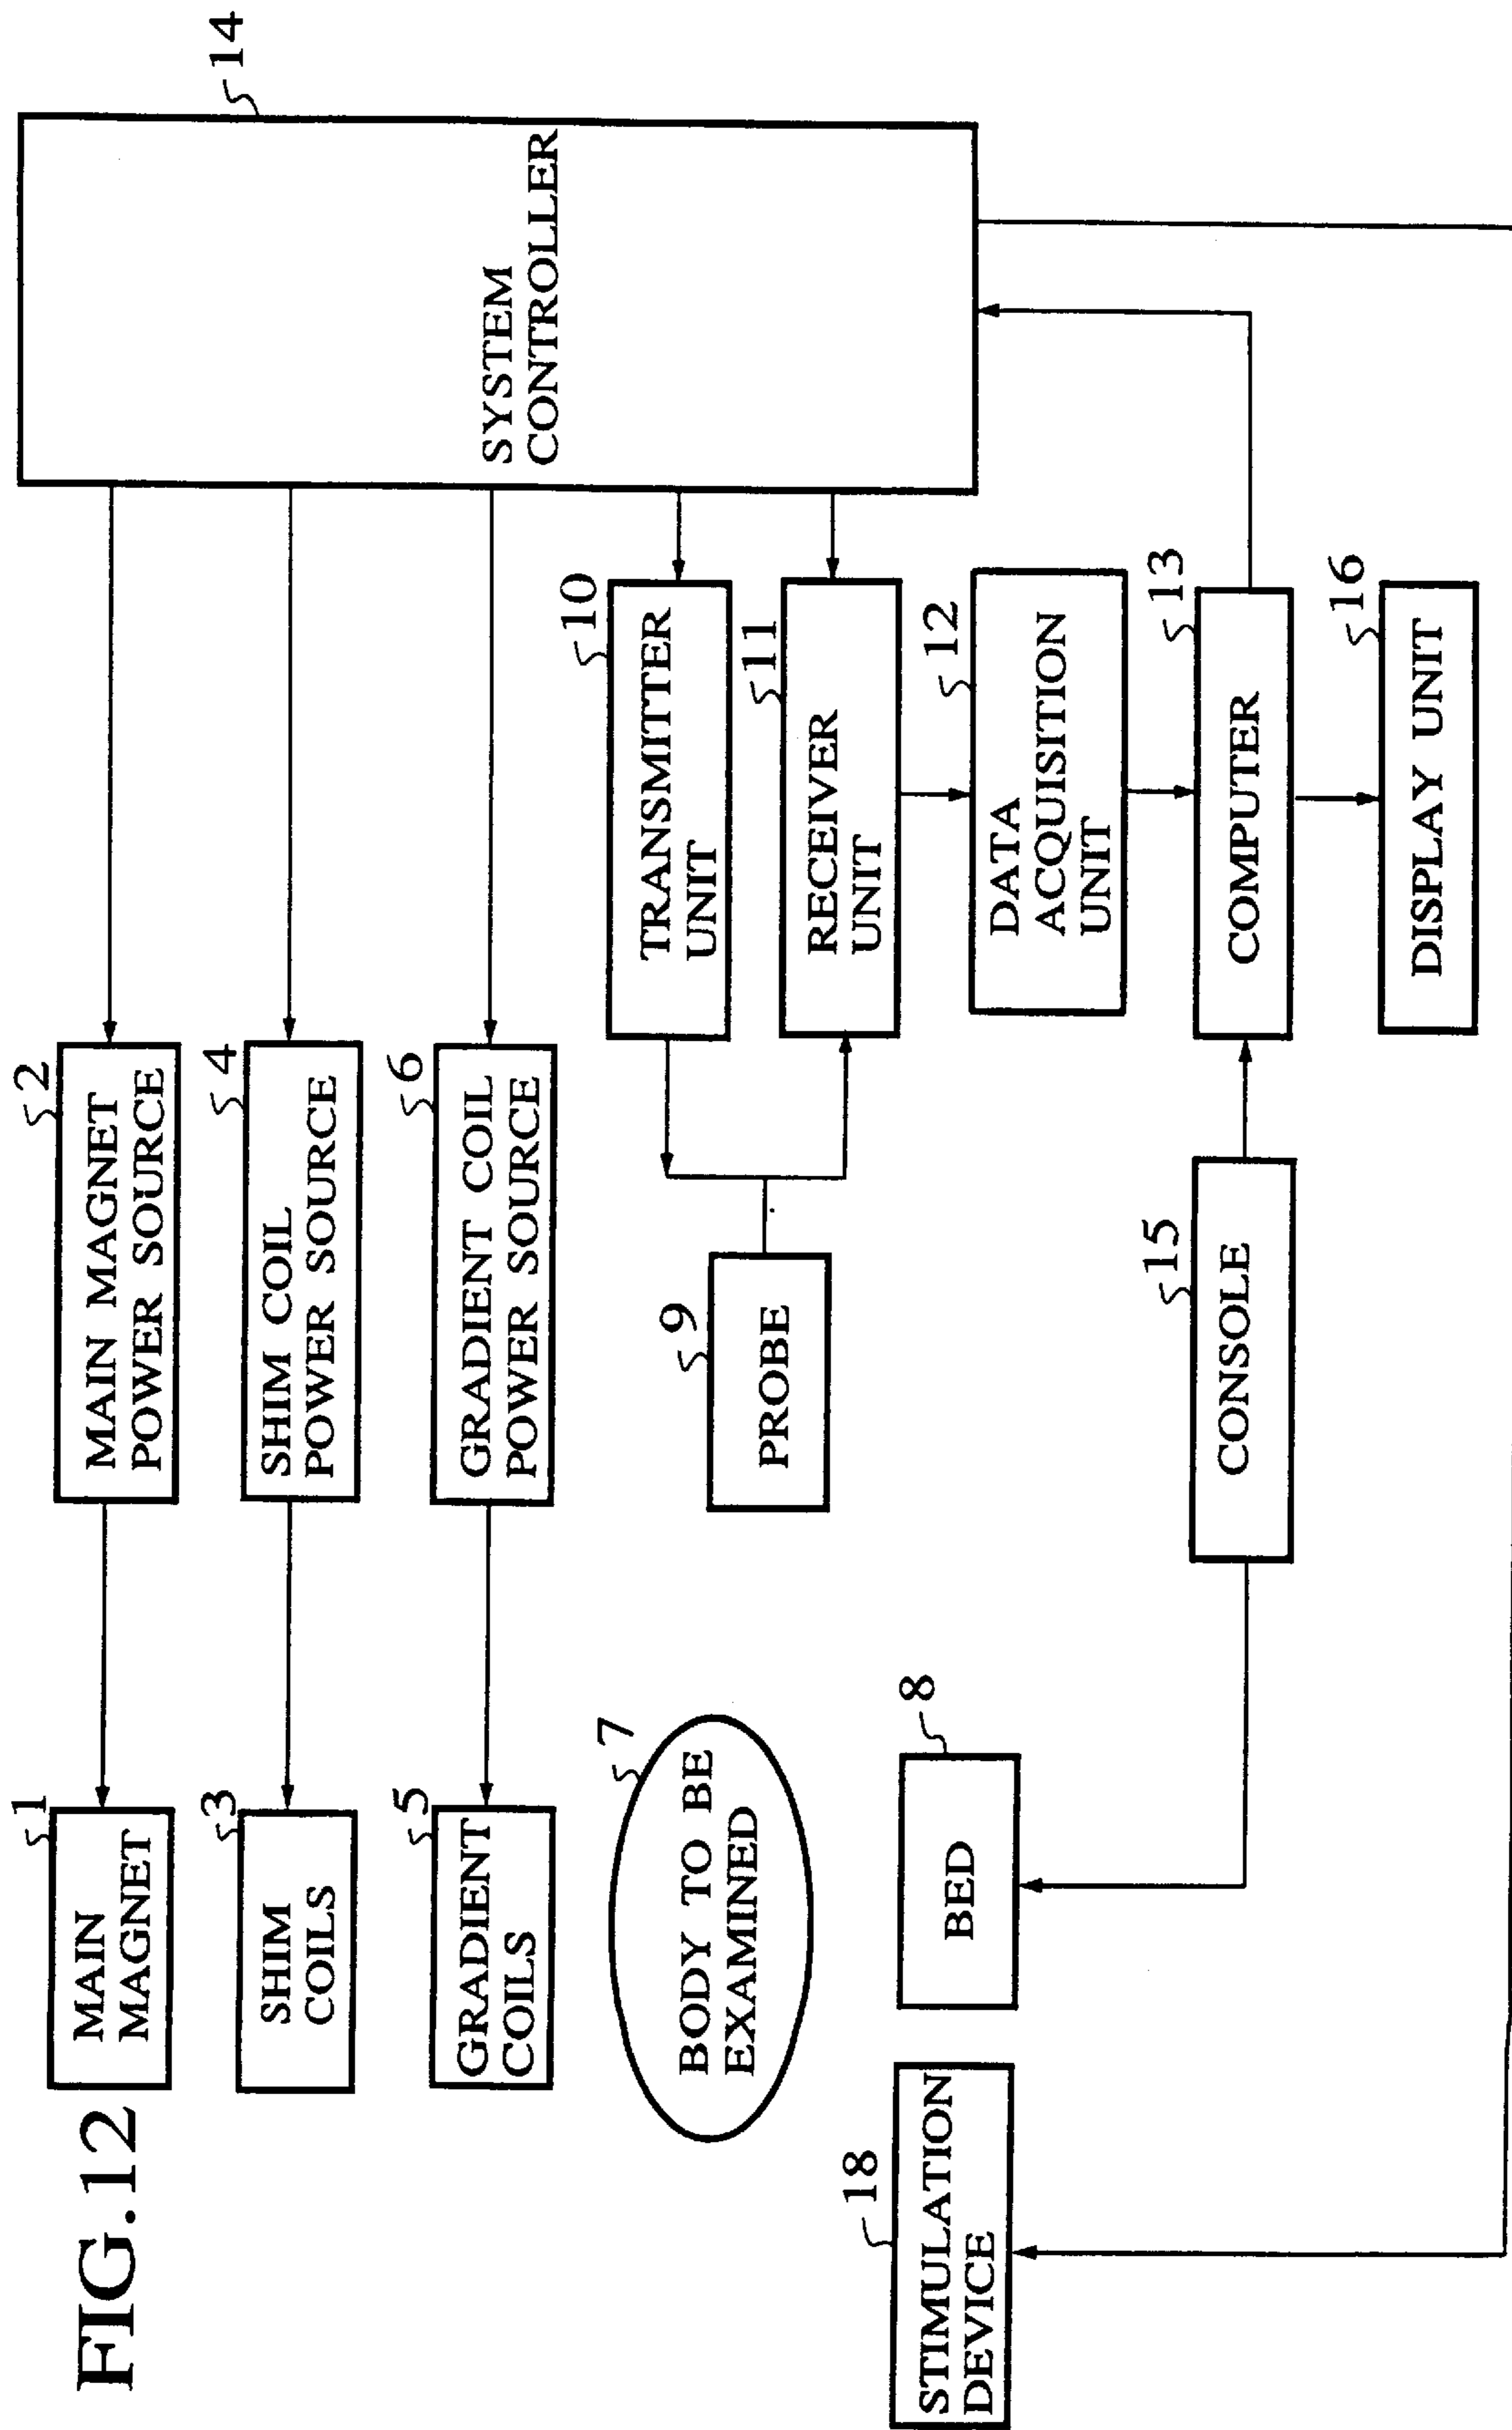 FIG.12
1
MAIN
MAGNET
2
MAIN MAGNET
POWER SOURCE
3
SHIM
COILS
4
SHIM COIL
POWER SOURCE
14
SYSTEM
CONTROLLER
5
GRADIENT
COILS
6
GRADIENT COIL
POWER SOURCE
7
BODY TO BE
EXAMINED
9
PROBE
10
TRANSMITTER
UNIT
11
RECEIVER
UNIT
18
STIMULATION
DEVICE
8
BED
12
DATA
ACQUISITION
UNIT
15
CONSOLE
13
COMPUTER
16
DISPLAY UNIT